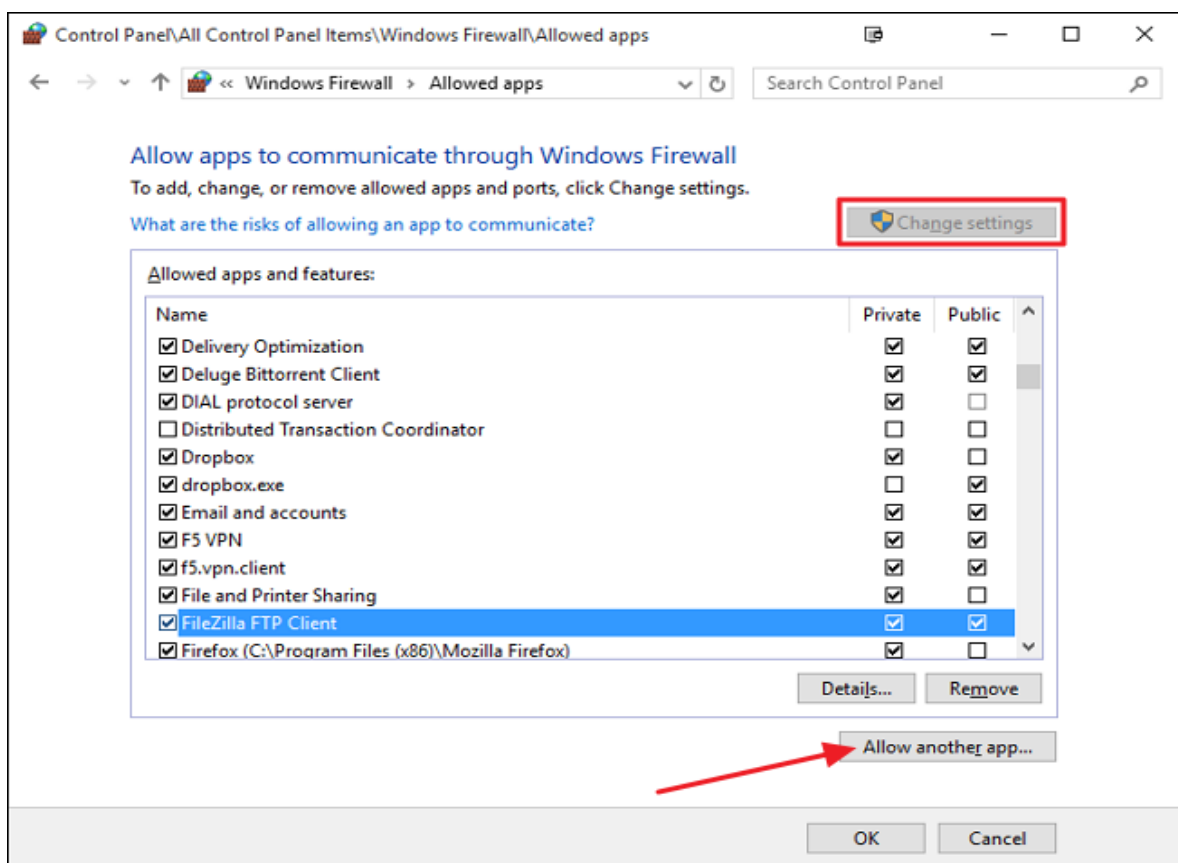 Control Panel\All Control Panel Items\Windows Firewall\Allowed apps
« Windows Firewall > Allowed apps
Search Control Panel
Allow apps to communicate through Windows Firewall
To add, change, or remove allowed apps and ports, click Change settings.
What are the risks of allowing an app to communicate?
Change settings
Allowed apps and features:
Name Private Public
Delivery Optimization
Deluge Bittorrent Client
DIAL protocol server
Distributed Transaction Coordinator
Dropbox
dropbox.exe
Email and accounts
F5 VPN
f5.vpn.client
File and Printer Sharing
FileZilla FTP Client
Firefox (C:\Program Files (x86)\Mozilla Firefox)
Details... Remove
Allow another app...
OK Cancel